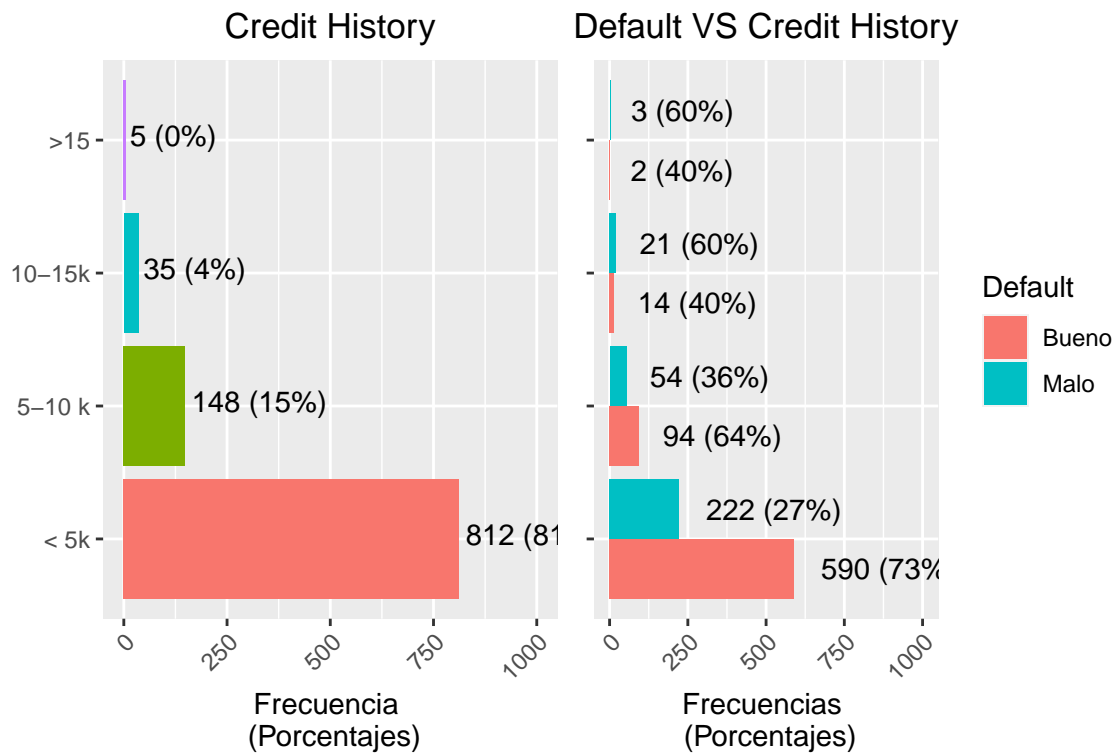 Credit History
Default VS Credit History
>15
10−15k
5−10 k
< 5k
5 (0%)
35 (4%)
148 (15%)
812 (81
3 (60%)
2 (40%)
21 (60%)
14 (40%)
54 (36%)
94 (64%)
222 (27%)
590 (73%
0
250
500
750
1000
0
250
500
750
1000
Frecuencia
(Porcentajes)
Frecuencias
(Porcentajes)
Default
Bueno
Malo